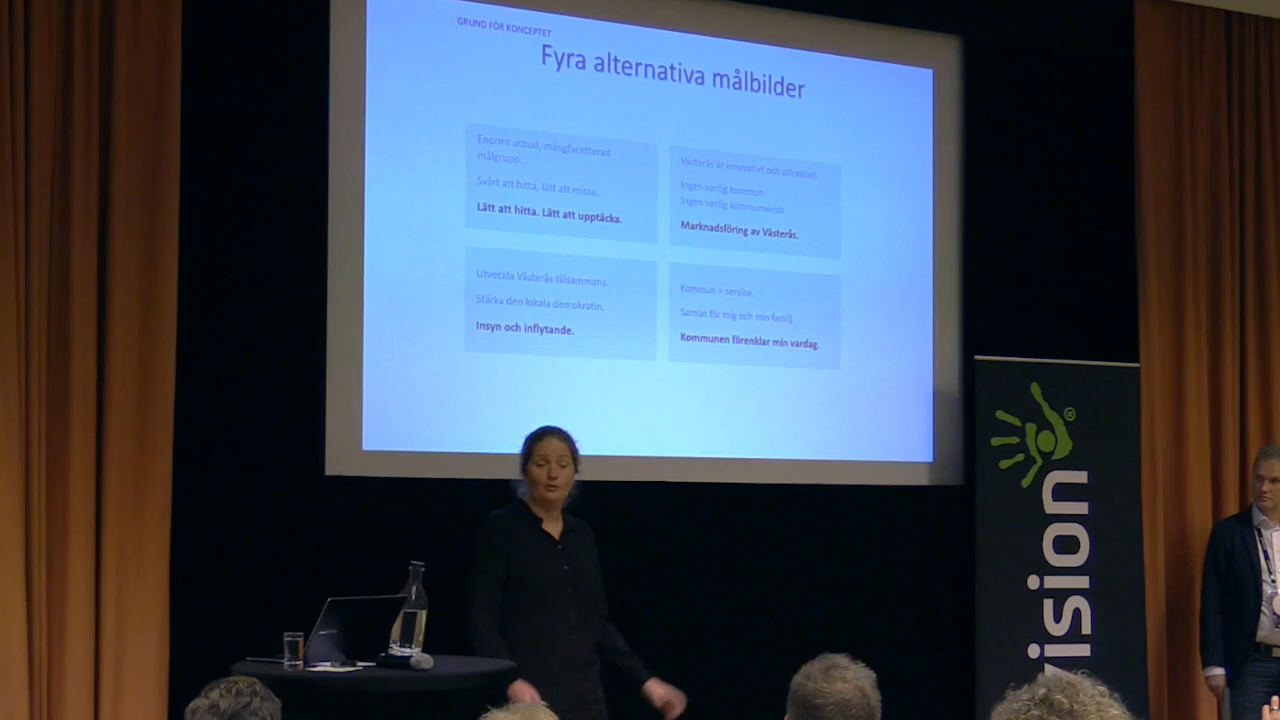 GRUND FÖR KONCEPTET
Fyra alternativa målbilder
Enormt utbud, mångfacetterad
målgrupp.
Svårt att hitta, lätt att missa.
Lätt att hitta. Lätt att upptäcka.
Västerås är innovativt och attraktivt.
Ingen vanlig kommun.
Ingen vanlig kommunwebb.
Marknadsföring av Västerås.
Utveckla Västerås tillsammans.
Stärka den lokala demokratin.
Insyn och inflytande.
Kommun = service.
Samlat för mig och min familj.
Kommunen förenklar min vardag.
vision